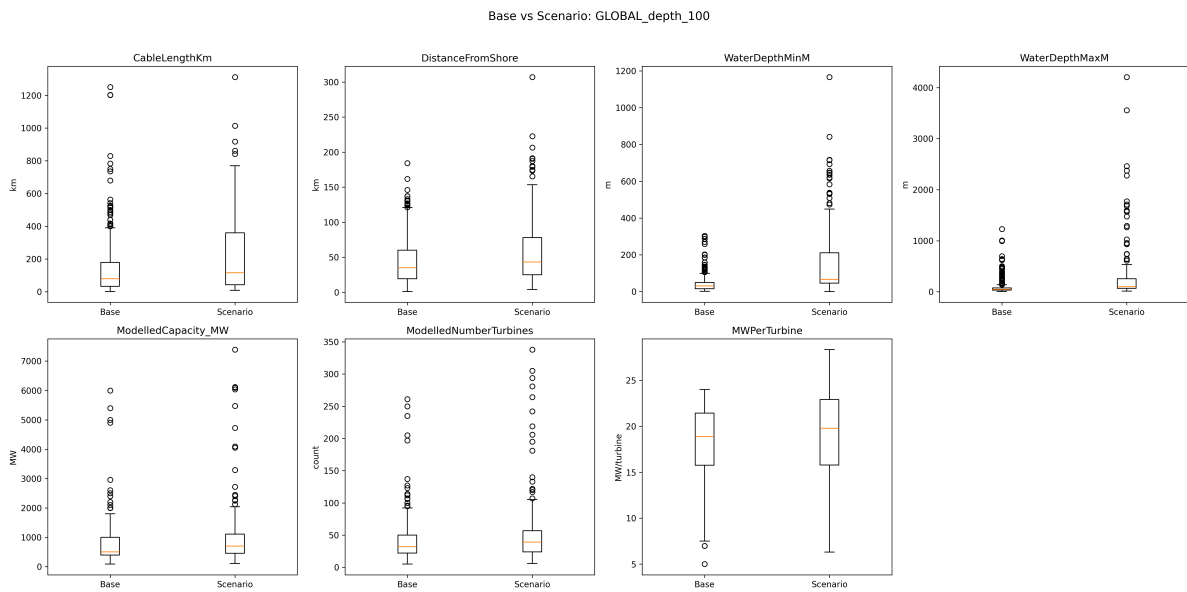 Base vs Scenario: GLOBAL_depth_100
CableLengthKm
km
1200
1000
800
600
400
200
0
Base
Scenario
DistanceFromShore
km
300
250
200
150
100
50
0
Base
Scenario
WaterDepthMinM
m
1200
1000
800
600
400
200
0
Base
Scenario
WaterDepthMaxM
m
4000
3000
2000
1000
0
Base
Scenario
ModelledCapacity_MW
MW
7000
6000
5000
4000
3000
2000
1000
0
Base
Scenario
ModelledNumberTurbines
count
350
300
250
200
150
100
50
0
Base
Scenario
MWPerTurbine
MW/turbine
25
20
15
10
5
Base
Scenario